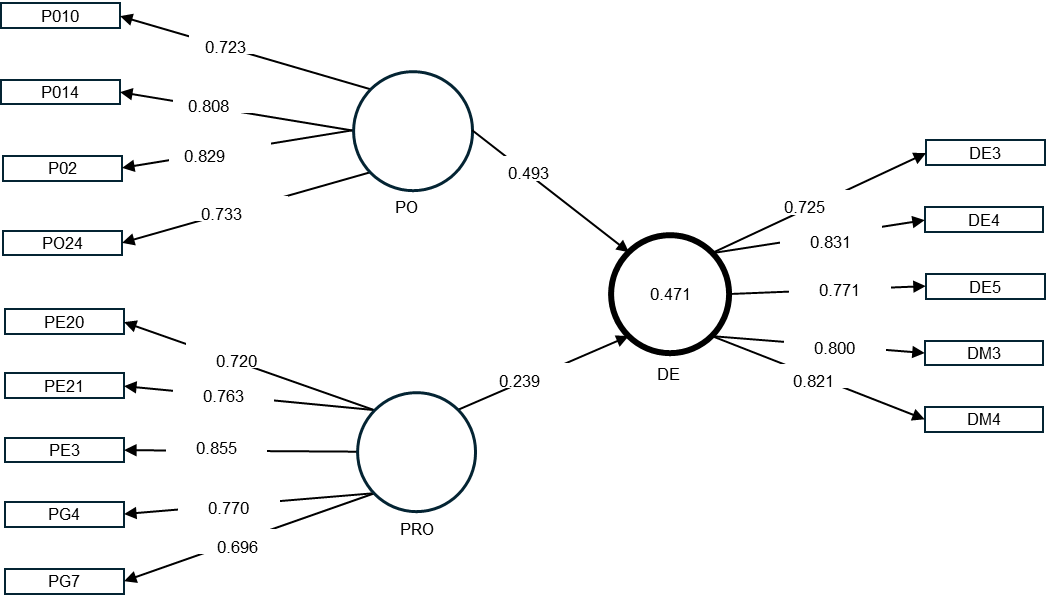 P010
0.723
P014
0.808
P02
0.829
PO24
0.733
PO
0.493
PE20
0.720
PE21
0.763
PE3
0.855
PG4
0.770
PG7
0.696
PRO
0.239
0.471
DE
DE3
0.725
DE4
0.831
DE5
0.771
DM3
0.800
DM4
0.821